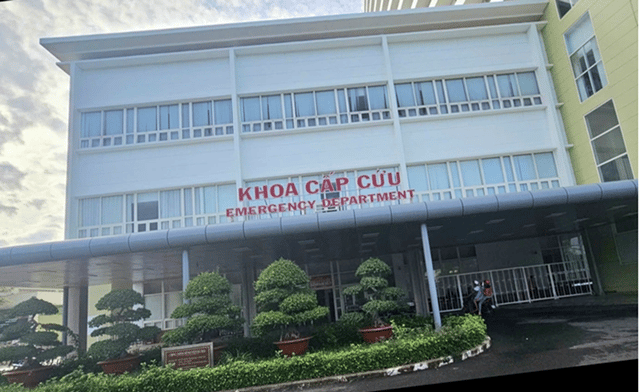 KHOA CẤP CỨU
EMERGENCY DEPARTMENT